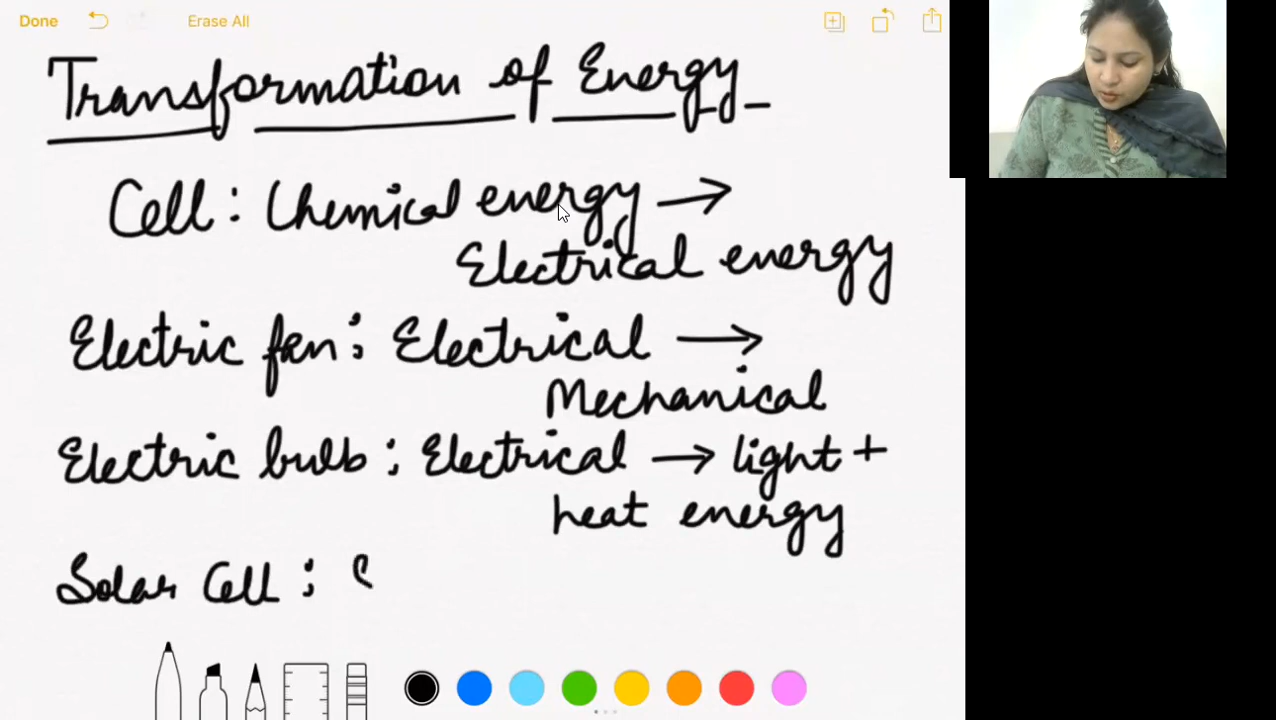 Done Erase All
Transformation of Energy
Cell : Chemical energy →
Electrical energy
Electric fan : Electrical →
Mechanical
Electric bulb : Electrical → light +
heat energy
Solar Cell : S